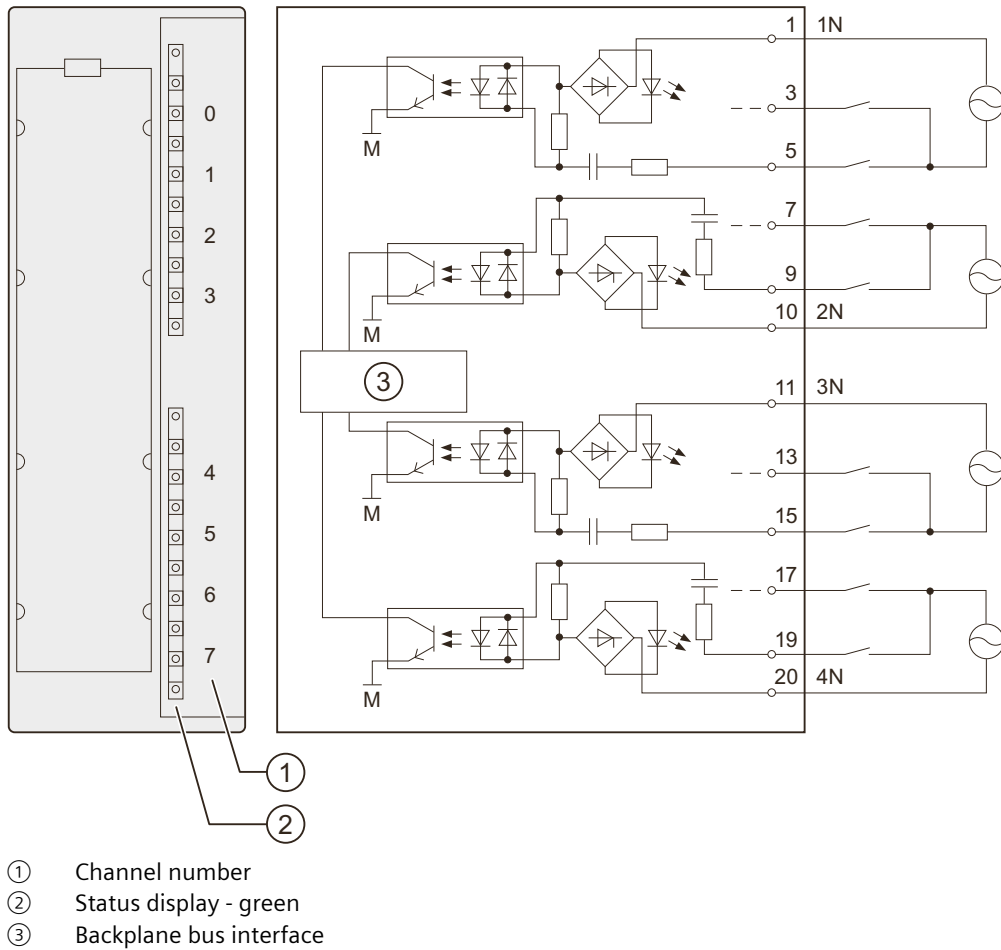 0
1
2
3
4
5
6
7
1
2
1 1N
3
5
M
7
9
10 2N
M
3
11 3N
13
15
M
17
19
20 4N
M
① Channel number
② Status display - green
③ Backplane bus interface